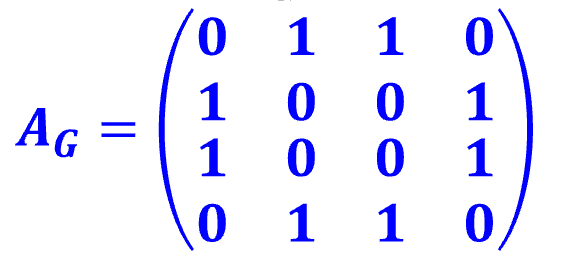 0 1 1 0
1 0 0 1
A_G = 1 0 0 1
0 1 1 0